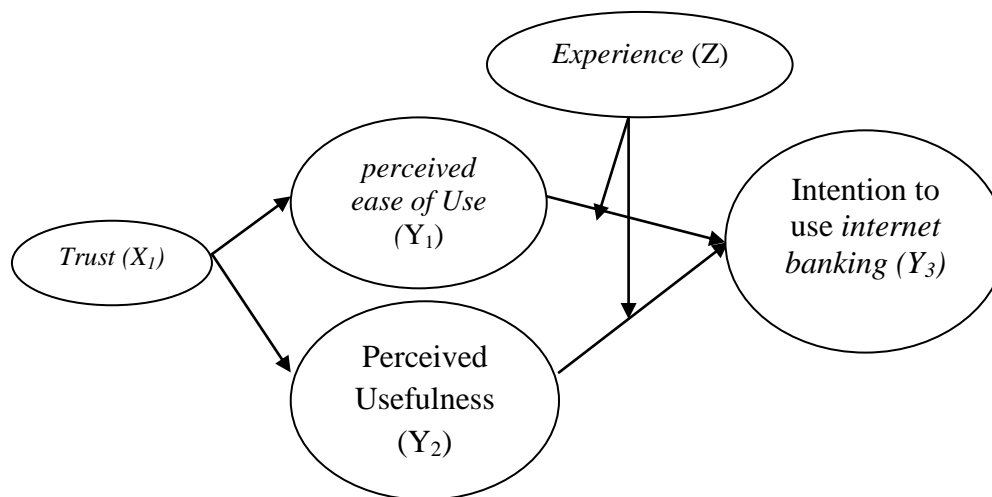 Experience (Z)
perceived
ease of Use
(Y₁)
Intention to
use internet
banking (Y₃)
Trust (X₁)
Perceived
Usefulness
(Y₂)